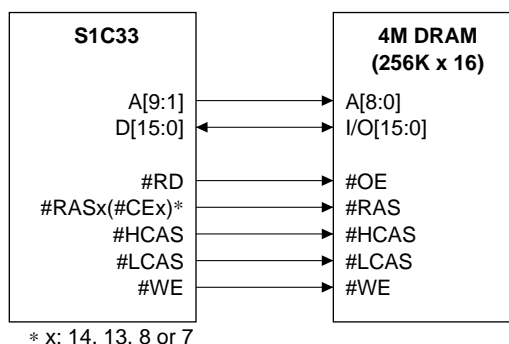 S1C33
4M DRAM
(256K x 16)
A[9:1]
A[8:0]
D[15:0]
I/O[15:0]
#RD
#OE
#RASx(#CEx)*
#RAS
#HCAS
#HCAS
#LCAS
#LCAS
#WE
#WE
* x: 14, 13, 8 or 7